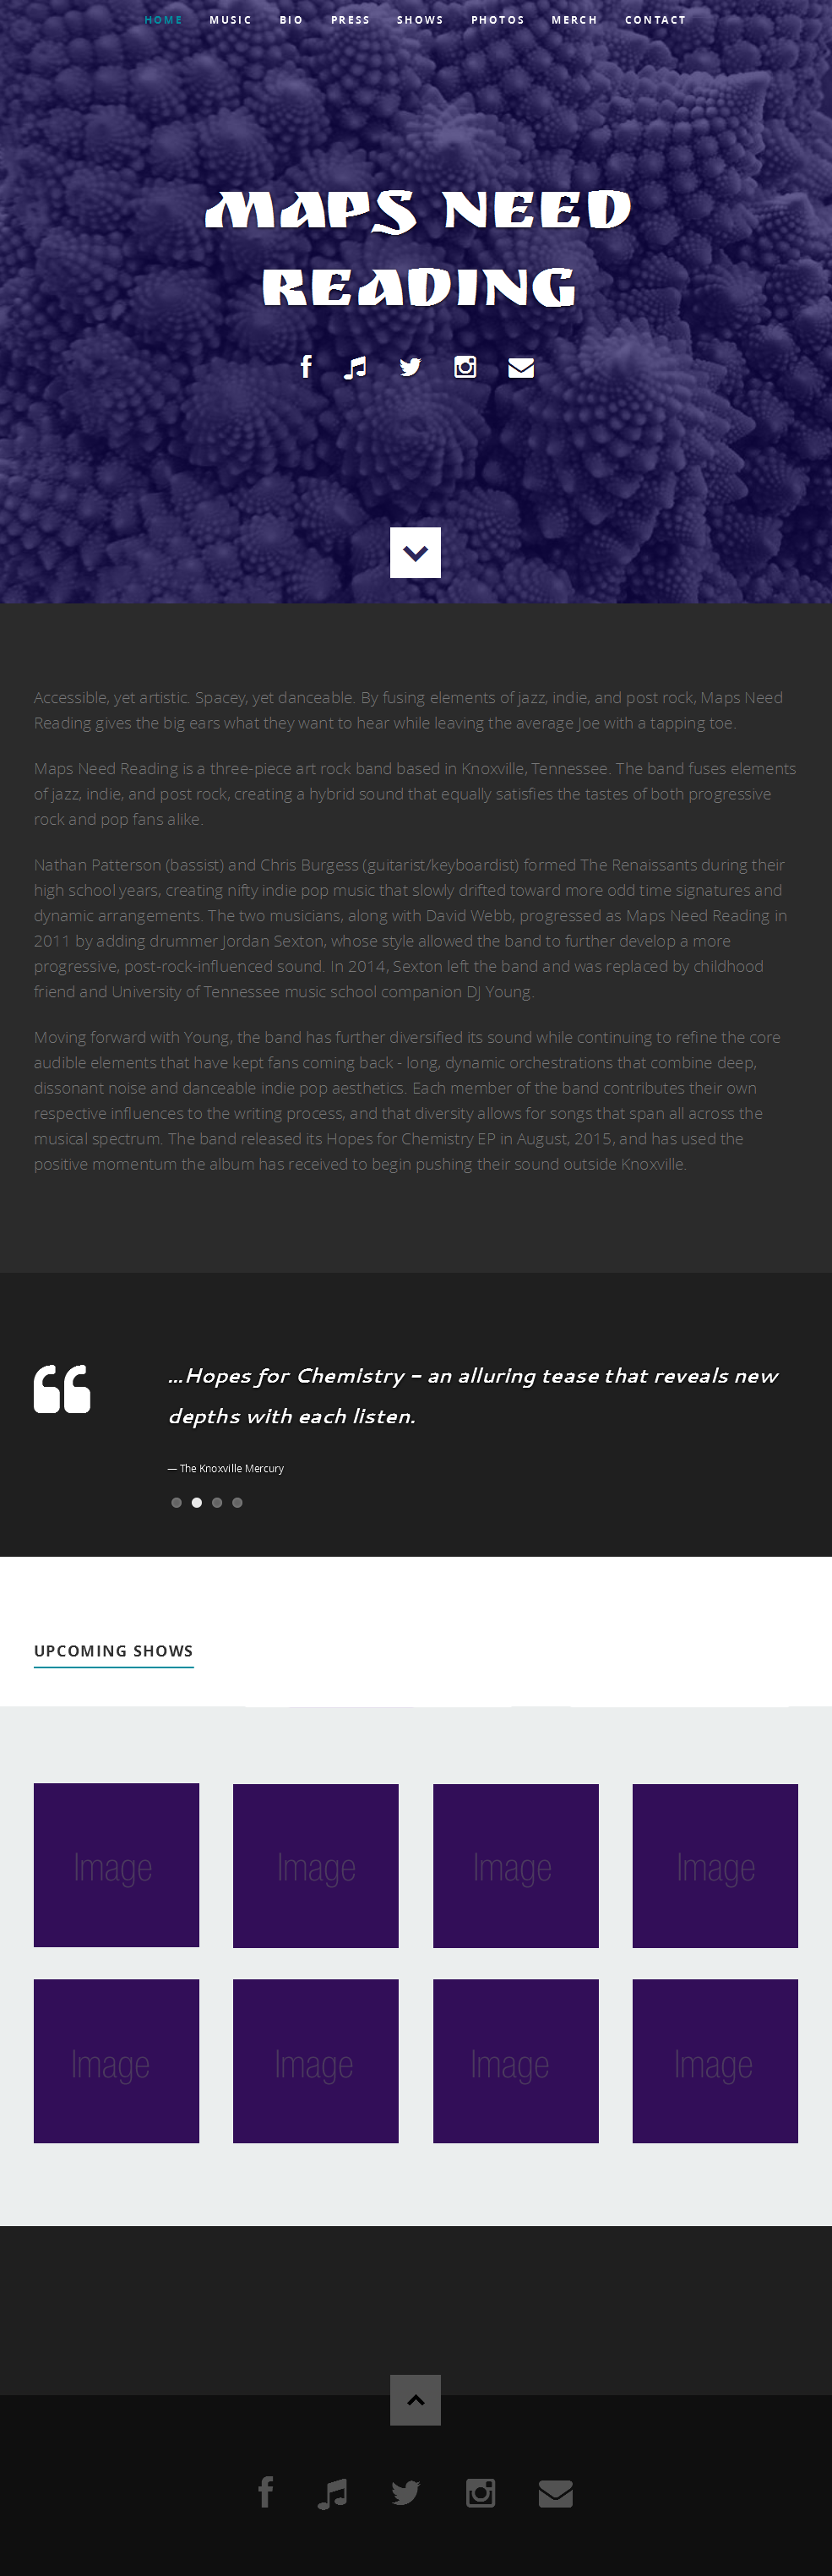 HOME MUSIC BIO PRESS SHOWS PHOTOS MERCH CONTACT
MAPS NEED
READING
Accessible, yet artistic. Spacey, yet danceable. By fusing elements of jazz, indie, and post rock, Maps Need
Reading gives the big ears what they want to hear while leaving the average Joe with a tapping toe.
Maps Need Reading is a three-piece art rock band based in Knoxville, Tennessee. The band fuses elements
of jazz, indie, and post rock, creating a hybrid sound that equally satisfies the tastes of both progressive
rock and pop fans alike.
Nathan Patterson (bassist) and Chris Burgess (guitarist/keyboardist) formed The Renaissants during their
high school years, creating nifty indie pop music that slowly drifted toward more odd time signatures and
dynamic arrangements. The two musicians, along with David Webb, progressed as Maps Need Reading in
2011 by adding drummer Jordan Sexton, whose style allowed the band to further develop a more
progressive, post-rock-influenced sound. In 2014, Sexton left the band and was replaced by childhood
friend and University of Tennessee music school companion DJ Young.
Moving forward with Young, the band has further diversified its sound while continuing to refine the core
audible elements that have kept fans coming back - long, dynamic orchestrations that combine deep,
dissonant noise and danceable indie pop aesthetics. Each member of the band contributes their own
respective influences to the writing process, and that diversity allows for songs that span all across the
musical spectrum. The band released its Hopes for Chemistry EP in August, 2015, and has used the
positive momentum the album has received to begin pushing their sound outside Knoxville.
...Hopes for Chemistry – an alluring tease that reveals new
depths with each listen.
— The Knoxville Mercury
UPCOMING SHOWS
Image Image Image Image
Image Image Image Image